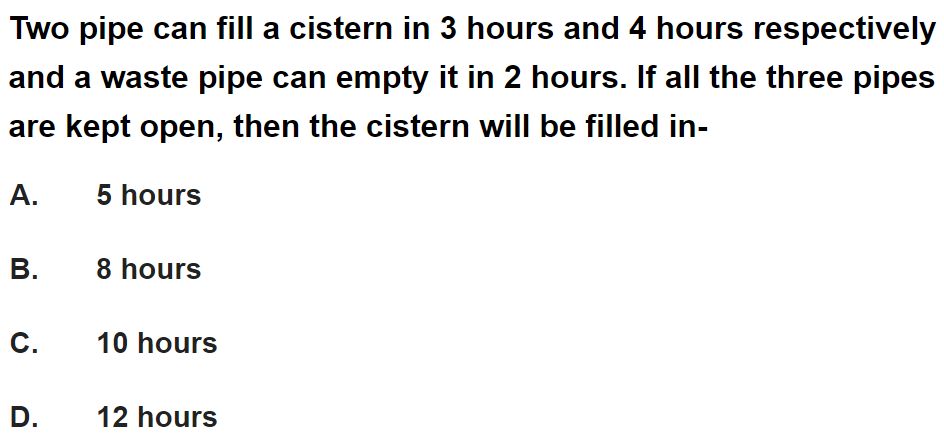 Two pipe can fill a cistern in 3 hours and 4 hours respectively
and a waste pipe can empty it in 2 hours. If all the three pipes
are kept open, then the cistern will be filled in-
A. 5 hours
B. 8 hours
C. 10 hours
D. 12 hours